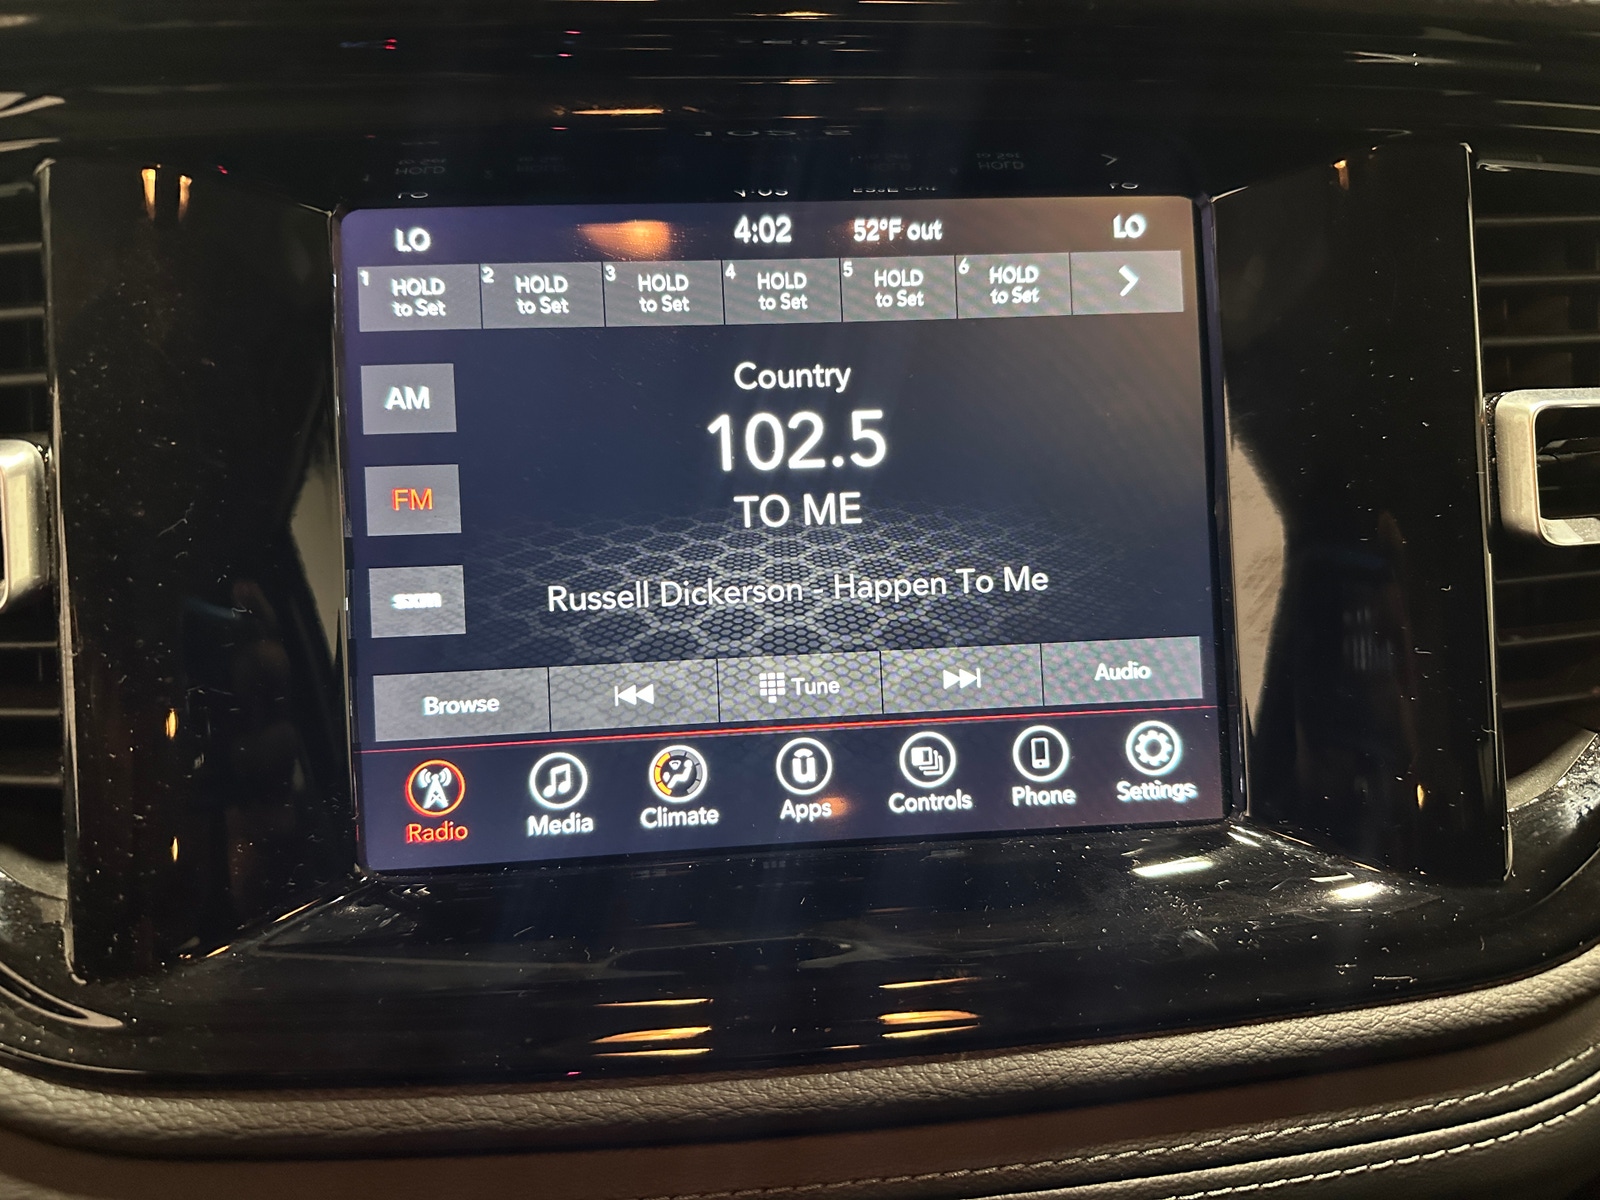 LO 4:02 52°F out LO
1 HOLD to Set
2 HOLD to Set
3 HOLD to Set
4 HOLD to Set
5 HOLD to Set
6 HOLD to Set
AM
FM
sxm
Country
102.5
TO ME
Russell Dickerson - Happen To Me
Browse Tune Audio
Radio Media Climate Apps Controls Phone Settings